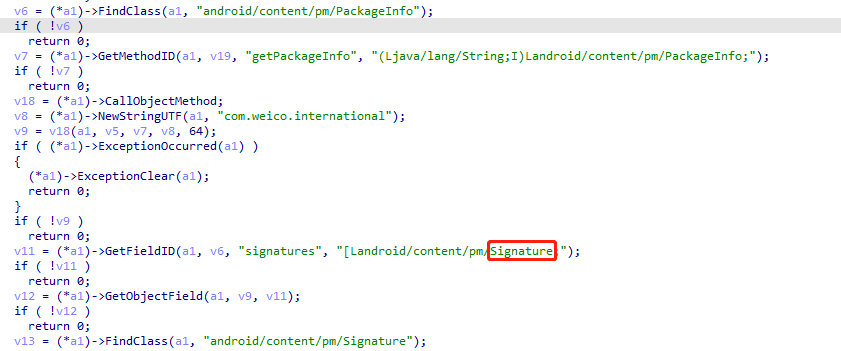 v6 = (*a1)->FindClass(a1, "android/content/pm/PackageInfo");
if ( !v6 )
return 0;
v7 = (*a1)->GetMethodID(a1, v19, "getPackageInfo", "(Ljava/lang/String;I)Landroid/content/pm/PackageInfo;");
if ( !v7 )
return 0;
v18 = (*a1)->CallObjectMethod;
v8 = (*a1)->NewStringUTF(a1, "com.weico.international");
v9 = v18(a1, v5, v7, v8, 64);
if ( (*a1)->ExceptionOccurred(a1) )
{
(*a1)->ExceptionClear(a1);
return 0;
}
if ( !v9 )
return 0;
v11 = (*a1)->GetFieldID(a1, v6, "signatures", "[Landroid/content/pm/Signature;");
if ( !v11 )
return 0;
v12 = (*a1)->GetObjectField(a1, v9, v11);
if ( !v12 )
return 0;
v13 = (*a1)->FindClass(a1, "android/content/pm/Signature");